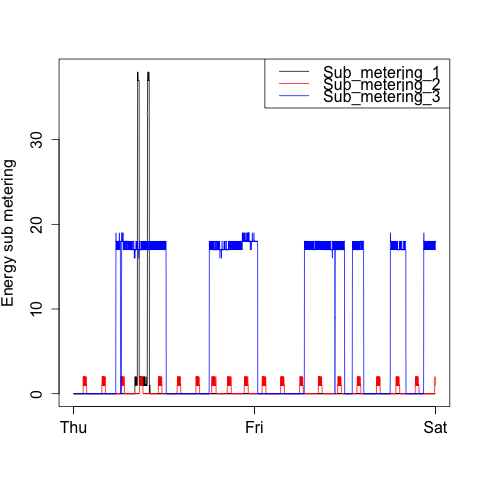 Sub_metering_1
Sub_metering_2
Sub_metering_3
Energy sub metering
30
20
10
0
Thu
Fri
Sat